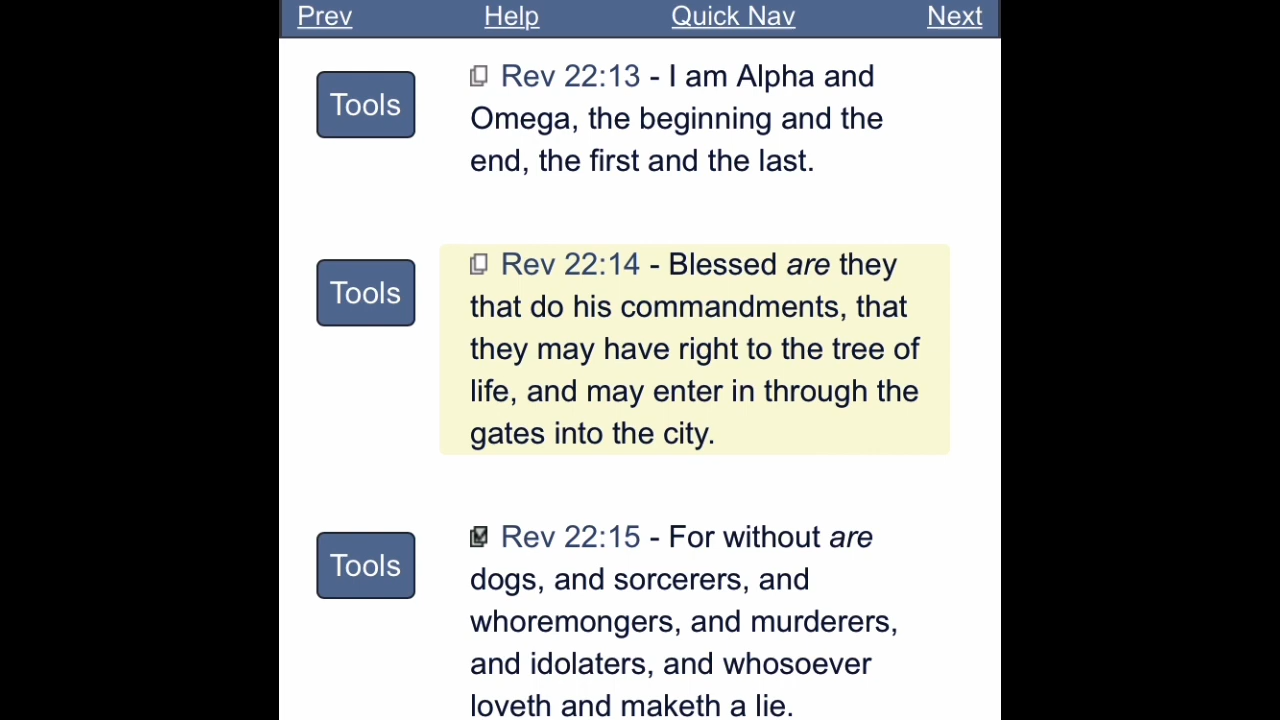 Prev Help Quick Nav Next
Tools
Rev 22:13 - I am Alpha and
Omega, the beginning and the
end, the first and the last.
Tools
Rev 22:14 - Blessed are they
that do his commandments, that
they may have right to the tree of
life, and may enter in through the
gates into the city.
Tools
Rev 22:15 - For without are
dogs, and sorcerers, and
whoremongers, and murderers,
and idolaters, and whosoever
loveth and maketh a lie.